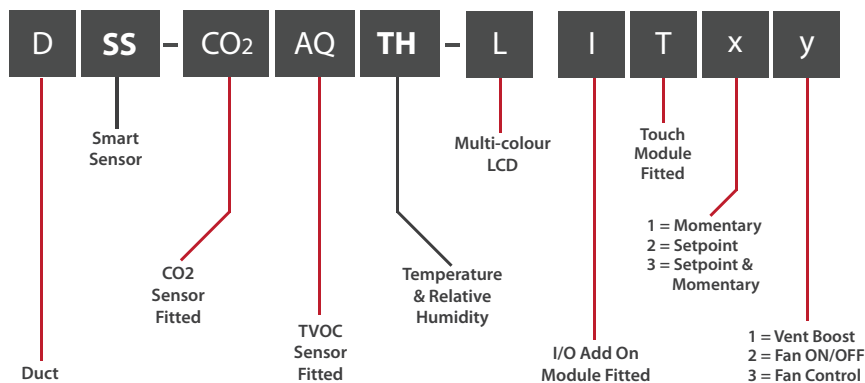 D SS - CO2 AQ TH - L I T x y
Smart
Sensor
Multi-colour
LCD
Touch
Module
Fitted
1 = Momentary
2 = Setpoint
3 = Setpoint &
Momentary
CO2
Sensor
Fitted
Temperature
& Relative
Humidity
TVOC
Sensor
Fitted
Duct
I/O Add On
Module Fitted
1 = Vent Boost
2 = Fan ON/OFF
3 = Fan Control